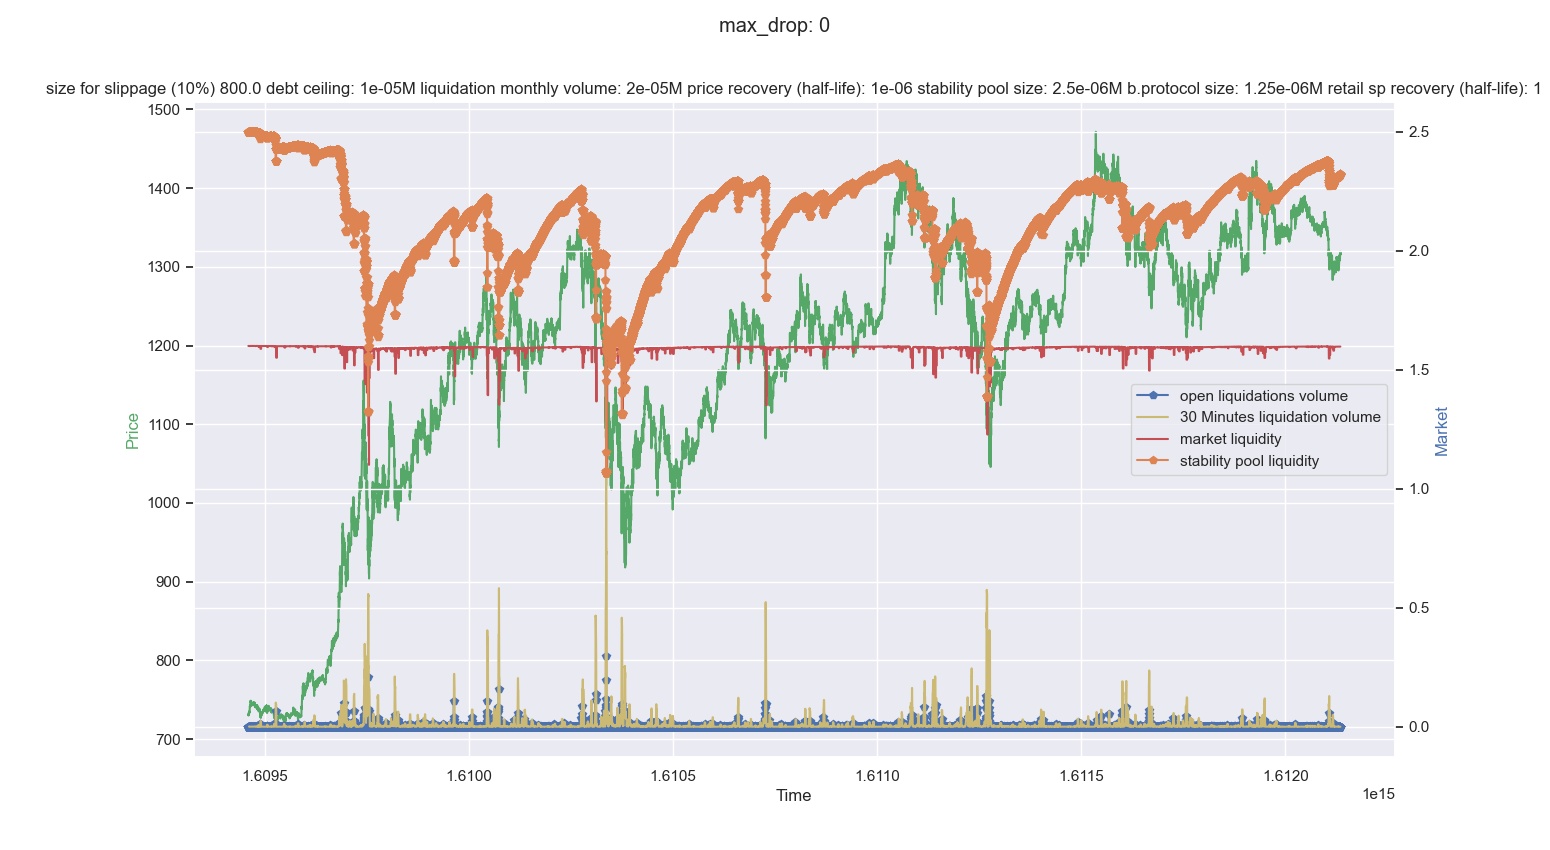 max_drop: 0
size for slippage (10%) 800.0 debt ceiling: 1e-05M liquidation monthly volume: 2e-05M price recovery (half-life): 1e-06 stability pool size: 2.5e-06M b.protocol size: 1.25e-06M retail sp recovery (half-life): 1
1500
1400
1300
1200
1100
1000
900
800
700
Price
2.5
2.0
1.5
1.0
0.5
0.0
Market
open liquidations volume
30 Minutes liquidation volume
market liquidity
stability pool liquidity
1.6095 1.6100 1.6105 1.6110 1.6115 1.6120
Time
1e15